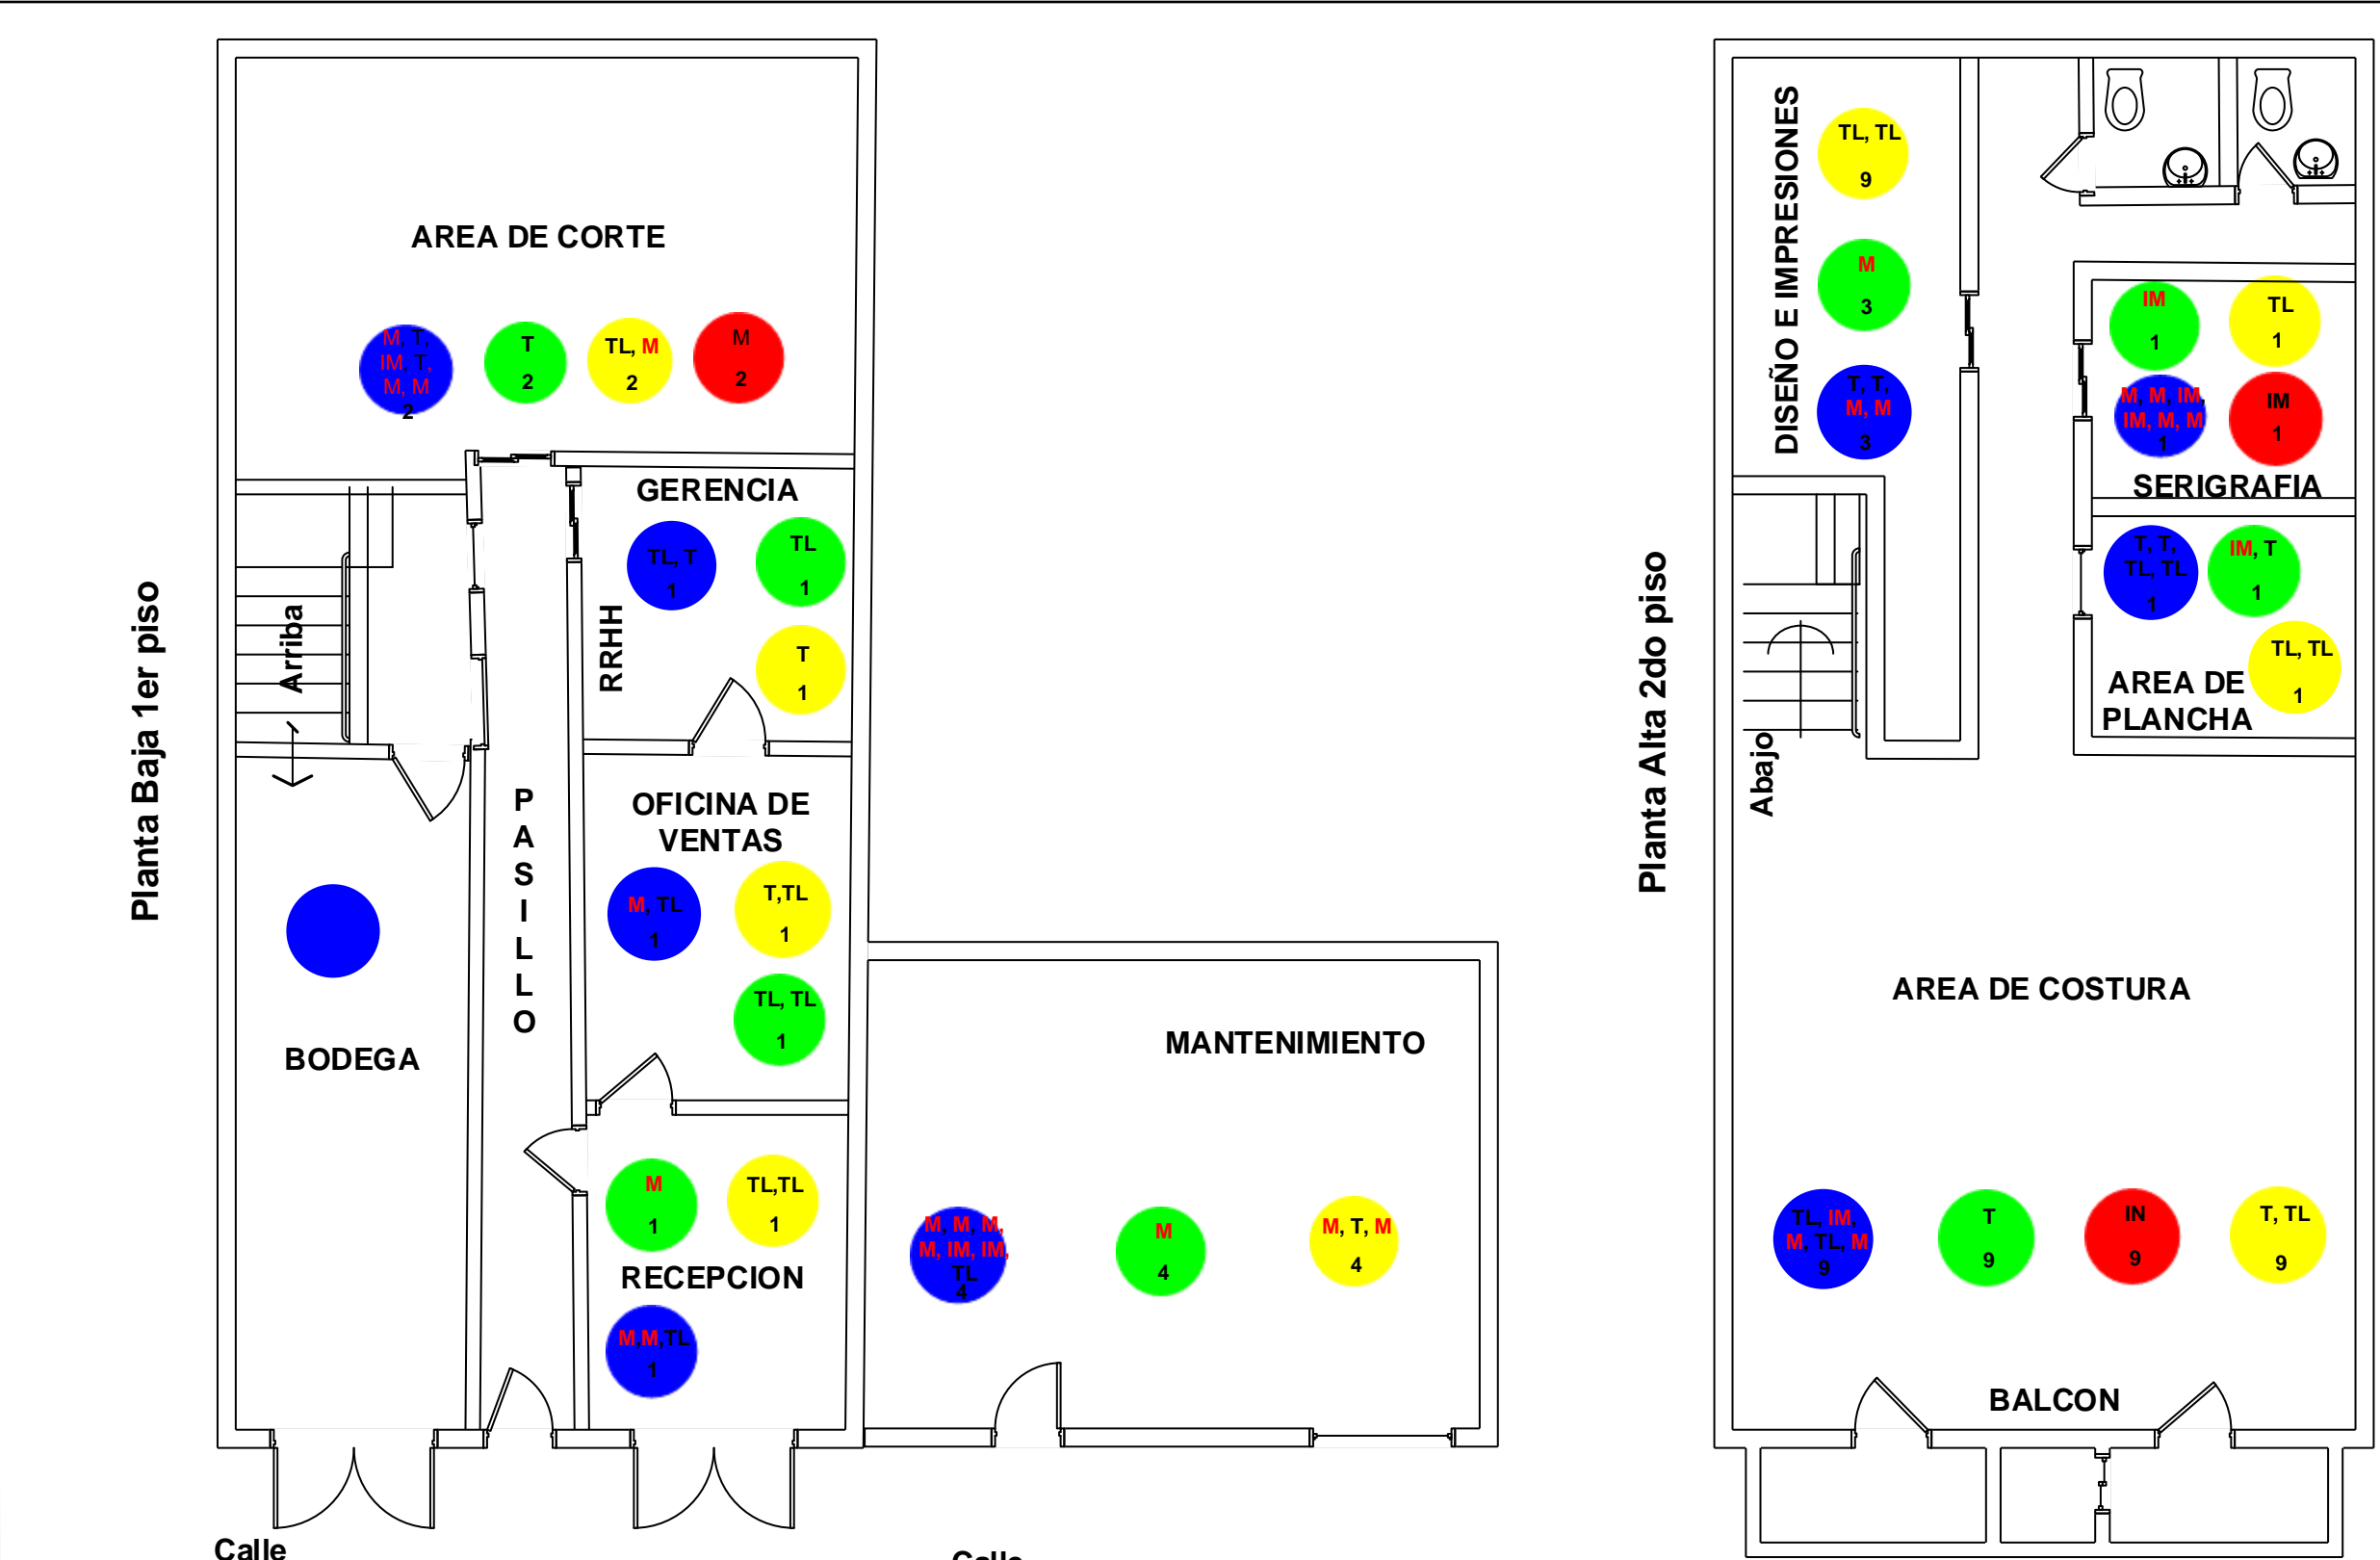 Planta Baja 1er piso
AREA DE CORTE
M, T,
IM, T,
M, M
2
T
2
TL, M
2
M
2
Arriba
GERENCIA
RRHH
TL, T
1
TL
1
T
1
PASILLO
OFICINA DE
VENTAS
M, TL
1
T,TL
1
TL, TL
1
BODEGA
M
1
TL,TL
1
RECEPCION
M,M,TL
1
MANTENIMIENTO
M, M, M,
M, IM, IM,
TL
4
M
4
M, T, M
4
Calle
Calle
Planta Alta 2do piso
DISEÑO E IMPRESIONES
TL, TL
9
M
3
T, T,
M, M
3
IM
1
TL
1
M, M, IM,
IM, M, M
1
IM
1
SERIGRAFIA
T, T,
TL, TL
1
IM, T
1
TL, TL
1
AREA DE
PLANCHA
Abajo
AREA DE COSTURA
TL, IM,
M, TL, M
9
T
9
IN
9
T, TL
9
BALCON